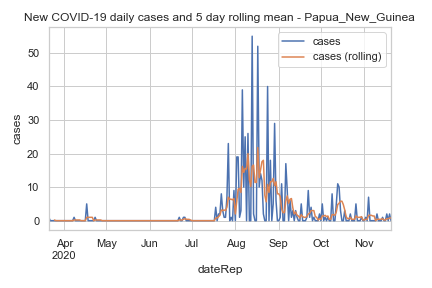 New COVID-19 daily cases and 5 day rolling mean - Papua_New_Guinea
cases
cases (rolling)
50
40
30
20
10
0
cases
Apr May Jun Jul Aug Sep Oct Nov
2020
dateRep